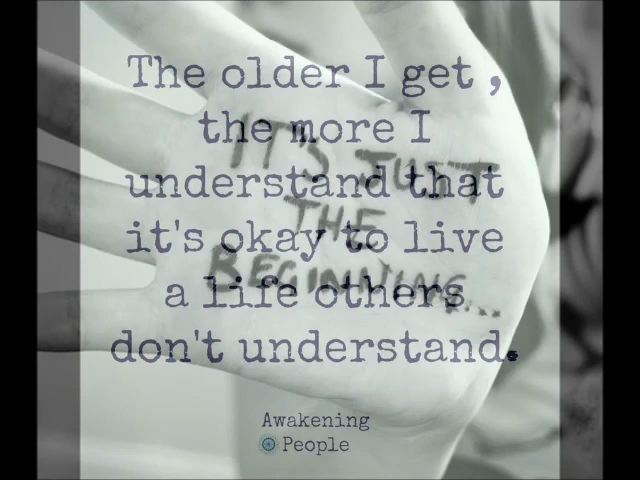 The older I get ,
the more I
understand that
it's okay to live
a life others
don't understand.
IT'S JUST
THE
BEGINNING...
Awakening
People